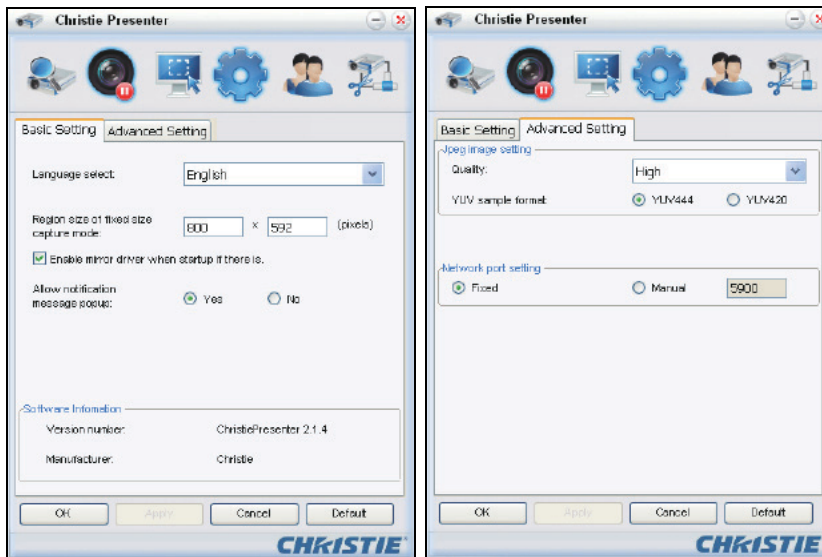 Christie Presenter
Basic Setting
Advanced Setting
Language select:
English
Region size of fixed size
capture mode:
800 x 592 (pixels)
Enable mirror driver when startup if there is.
Allow notification
message popup:
Yes
No
Software Infomation
Version number:
ChristiePresenter 2.1.4
Manufacturer:
Christie
OK
Apply
Cancel
Default
CHRISTIE
Christie Presenter
Basic Setting
Advanced Setting
Jpeg image setting
Quality:
High
YUV sample format:
YUV444
YUV420
Network port setting
Fixed
Manual
5900
OK
Apply
Cancel
Default
CHRISTIE